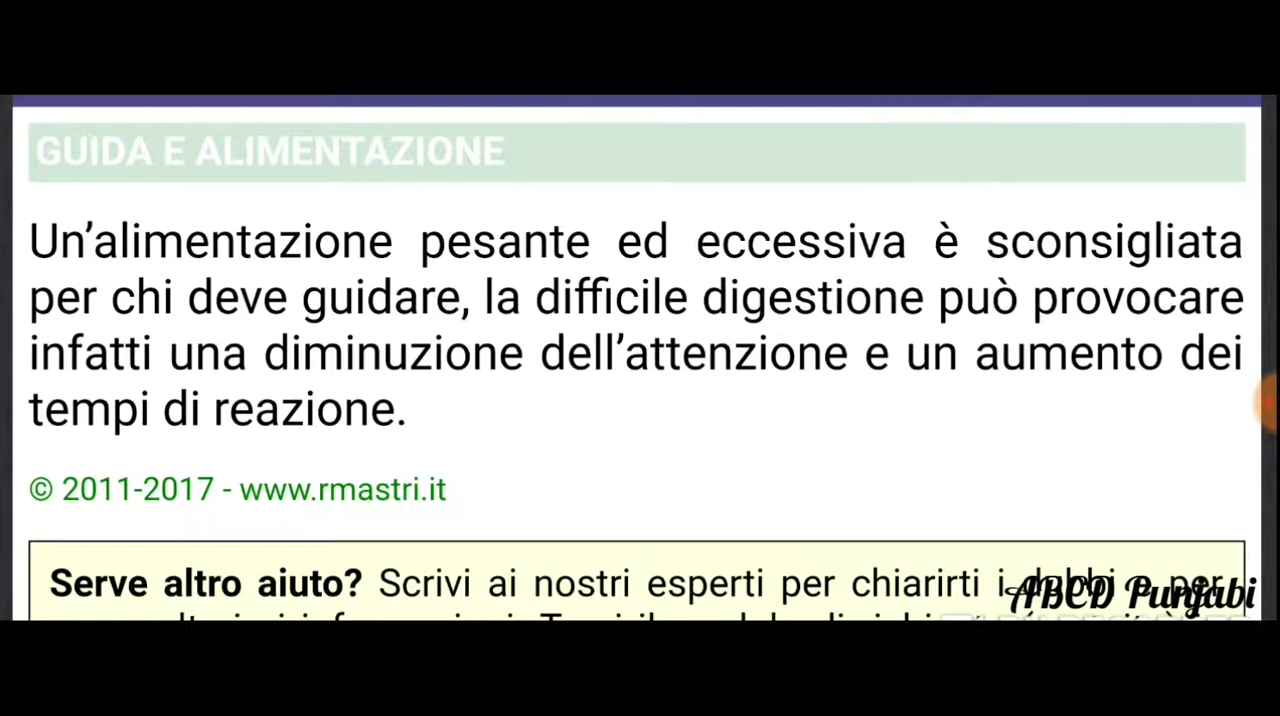 GUIDA E ALIMENTAZIONE
Un’alimentazione pesante ed eccessiva è sconsigliata
per chi deve guidare, la difficile digestione può provocare
infatti una diminuzione dell’attenzione e un aumento dei
tempi di reazione.
© 2011-2017 - www.rmastri.it
Serve altro aiuto? Scrivi ai nostri esperti per chiarirti i dubbi e per
ABCD Punjabi